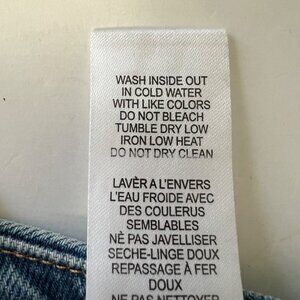 WASH INSIDE OUT
IN COLD WATER
WITH LIKE COLORS
DO NOT BLEACH
TUMBLE DRY LOW
IRON LOW HEAT
DO NOT DRY CLEAN
LAVÈR A L'ENVERS
L'EAU FROIDE AVEC
DES COULERUS
SEMBLABLES
NÈ PAS JAVELLISER
SECHE-LINGE DOUX
REPASSAGE À FER
DOUX
NE PAS NETTOYER